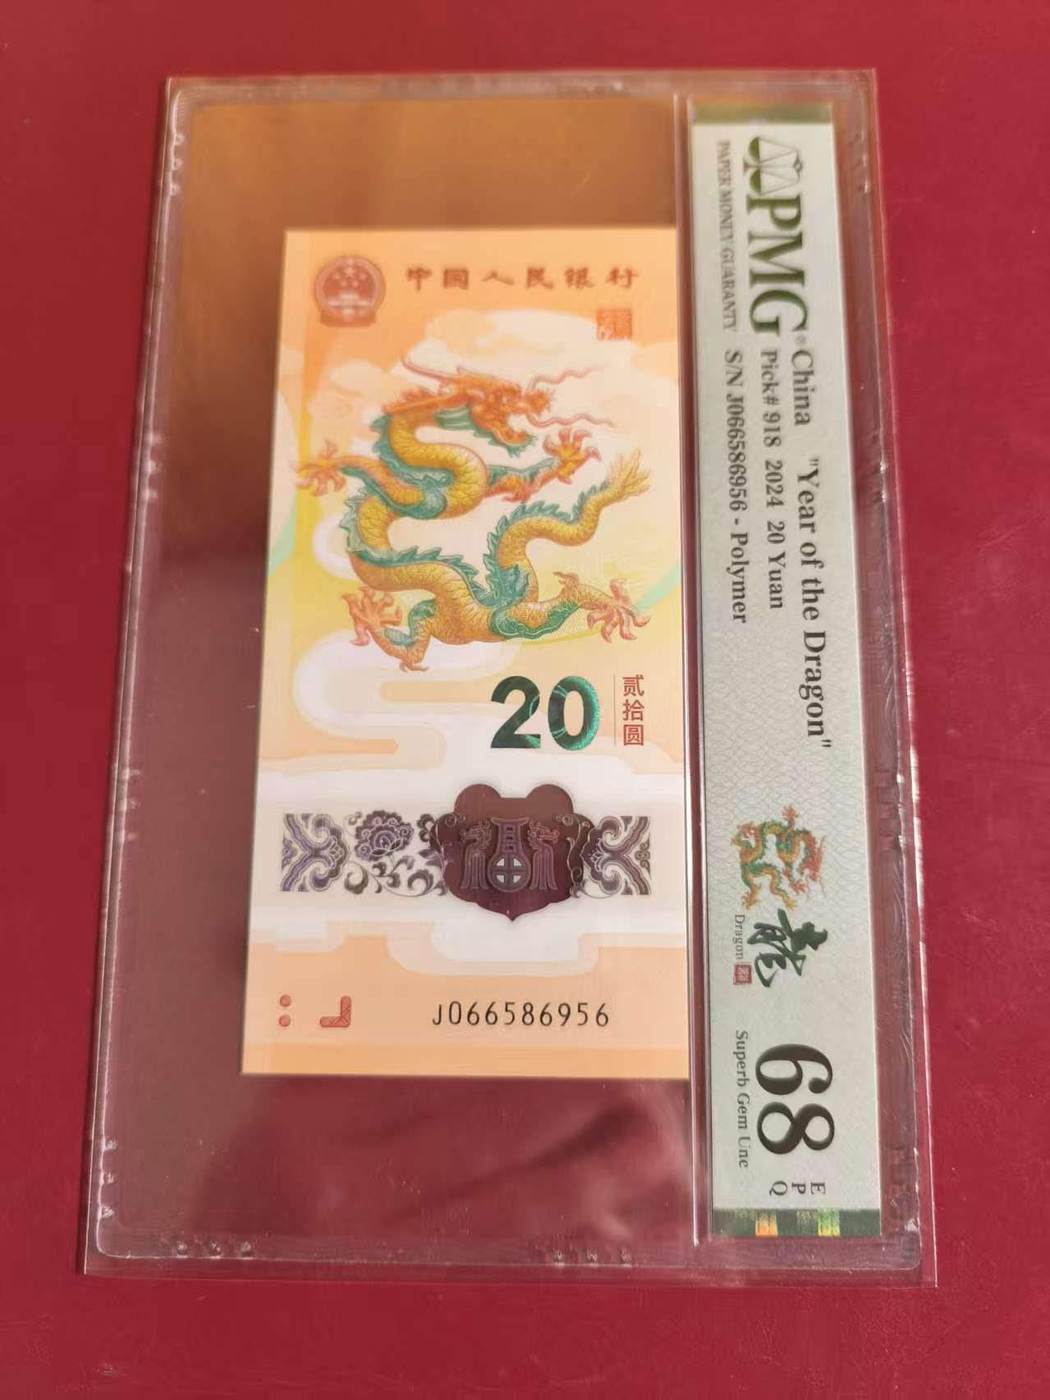 中国人民银行
20
贰拾圆
J066586956
PMG®
PAPER MONEY GUARANTY
China "Year of the Dragon"
Pick# 918 2024 20 Yuan
S/N J066586956 - Polymer
龍
Dragon
68
EPQ
Superb Gem Unc